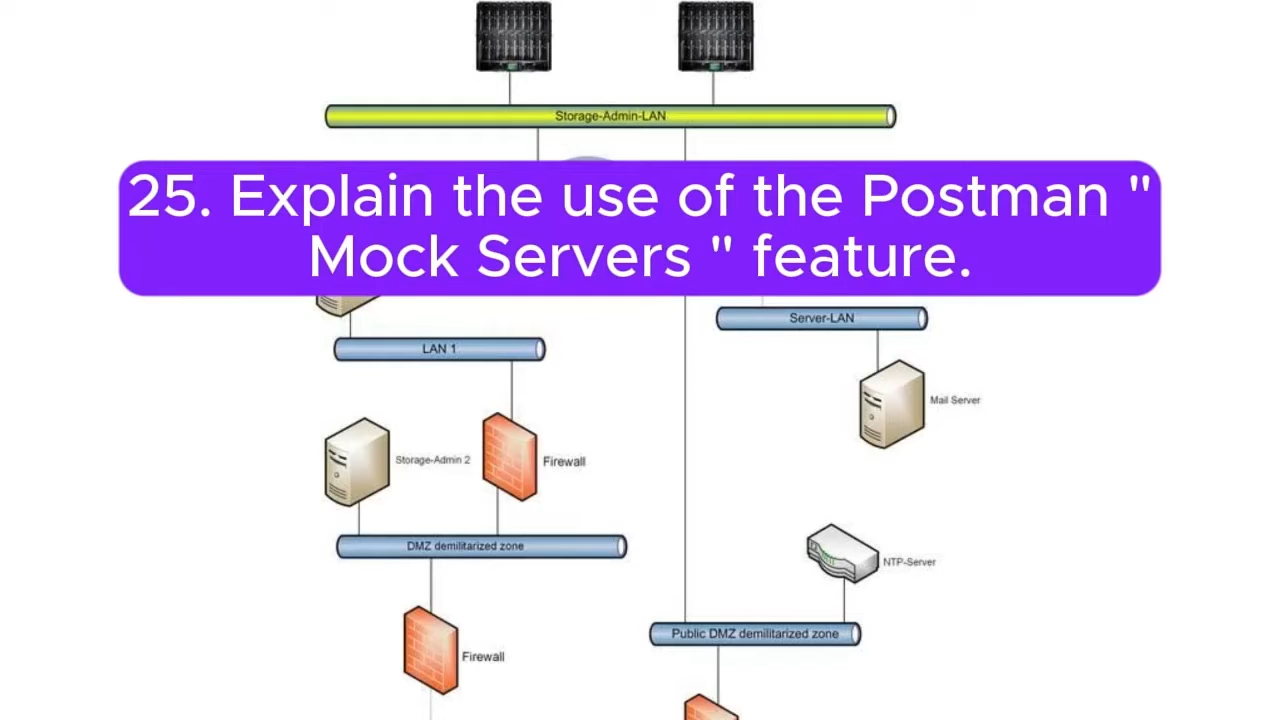 Storage-Admin-LAN
25. Explain the use of the Postman "
Mock Servers " feature.
Server-LAN
LAN 1
Mail Server
Storage-Admin 2
Firewall
DMZ demilitarized zone
NTP-Server
Public DMZ demilitarized zone
Firewall